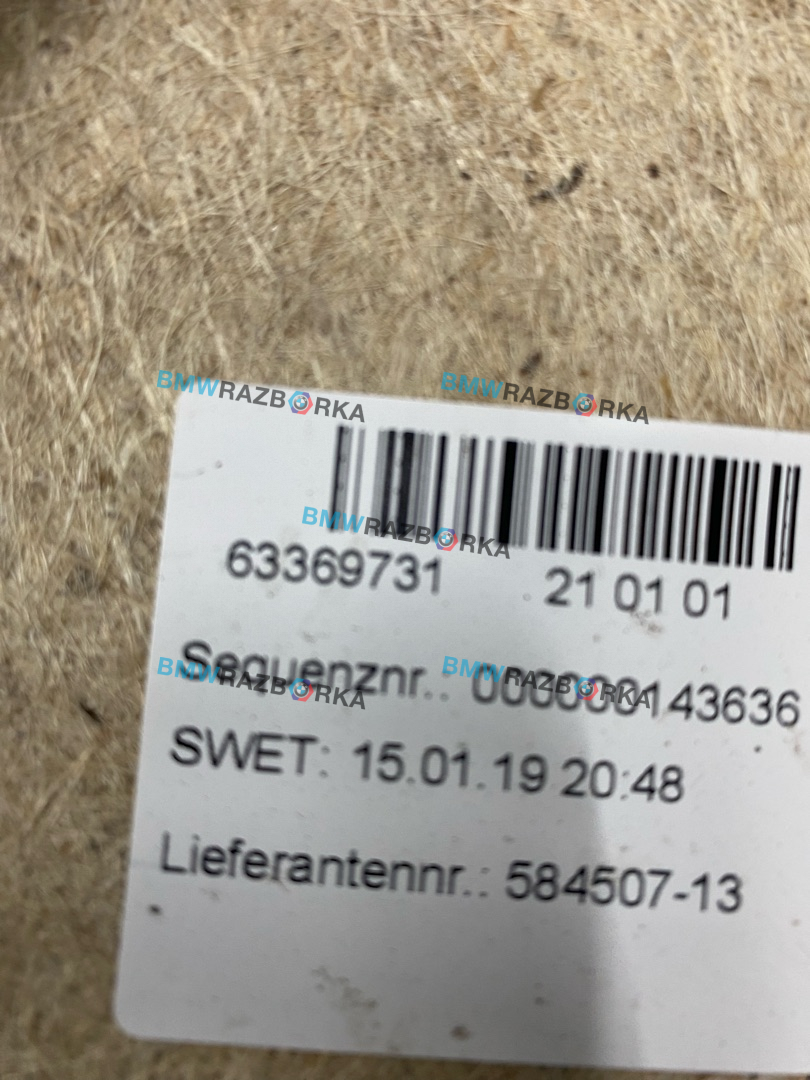 BMWRAZBORKA BMWRAZBORKA
BMWRAZBORKA
63369731 21 01 01
Sequenznr.: 000000143636
BMWRAZBORKA BMWRAZBORKA
SWET: 15.01.19 20:48
Lieferantennr.: 584507-13